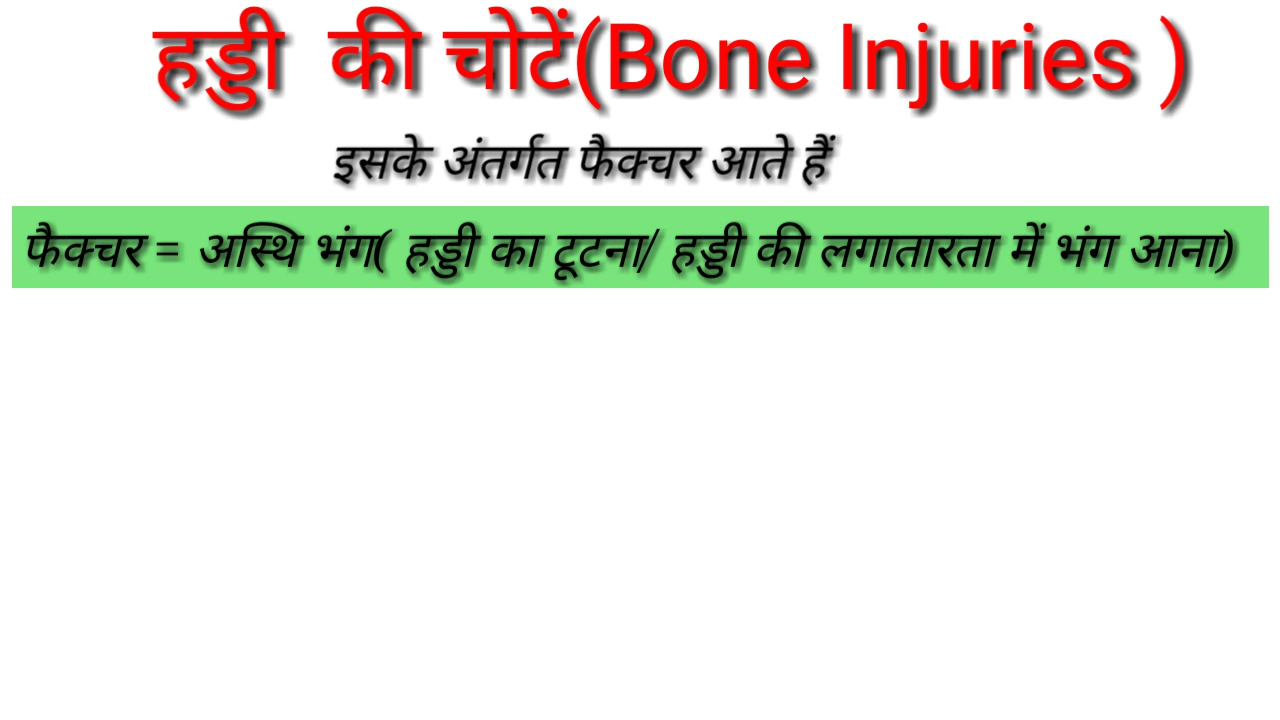 हड्डी की चोटें(Bone Injuries )
इसके अंतर्गत फैक्चर आते हैं
फैक्चर = अस्थि भंग( हड्डी का टूटना/ हड्डी की लगातारता में भंग आना)